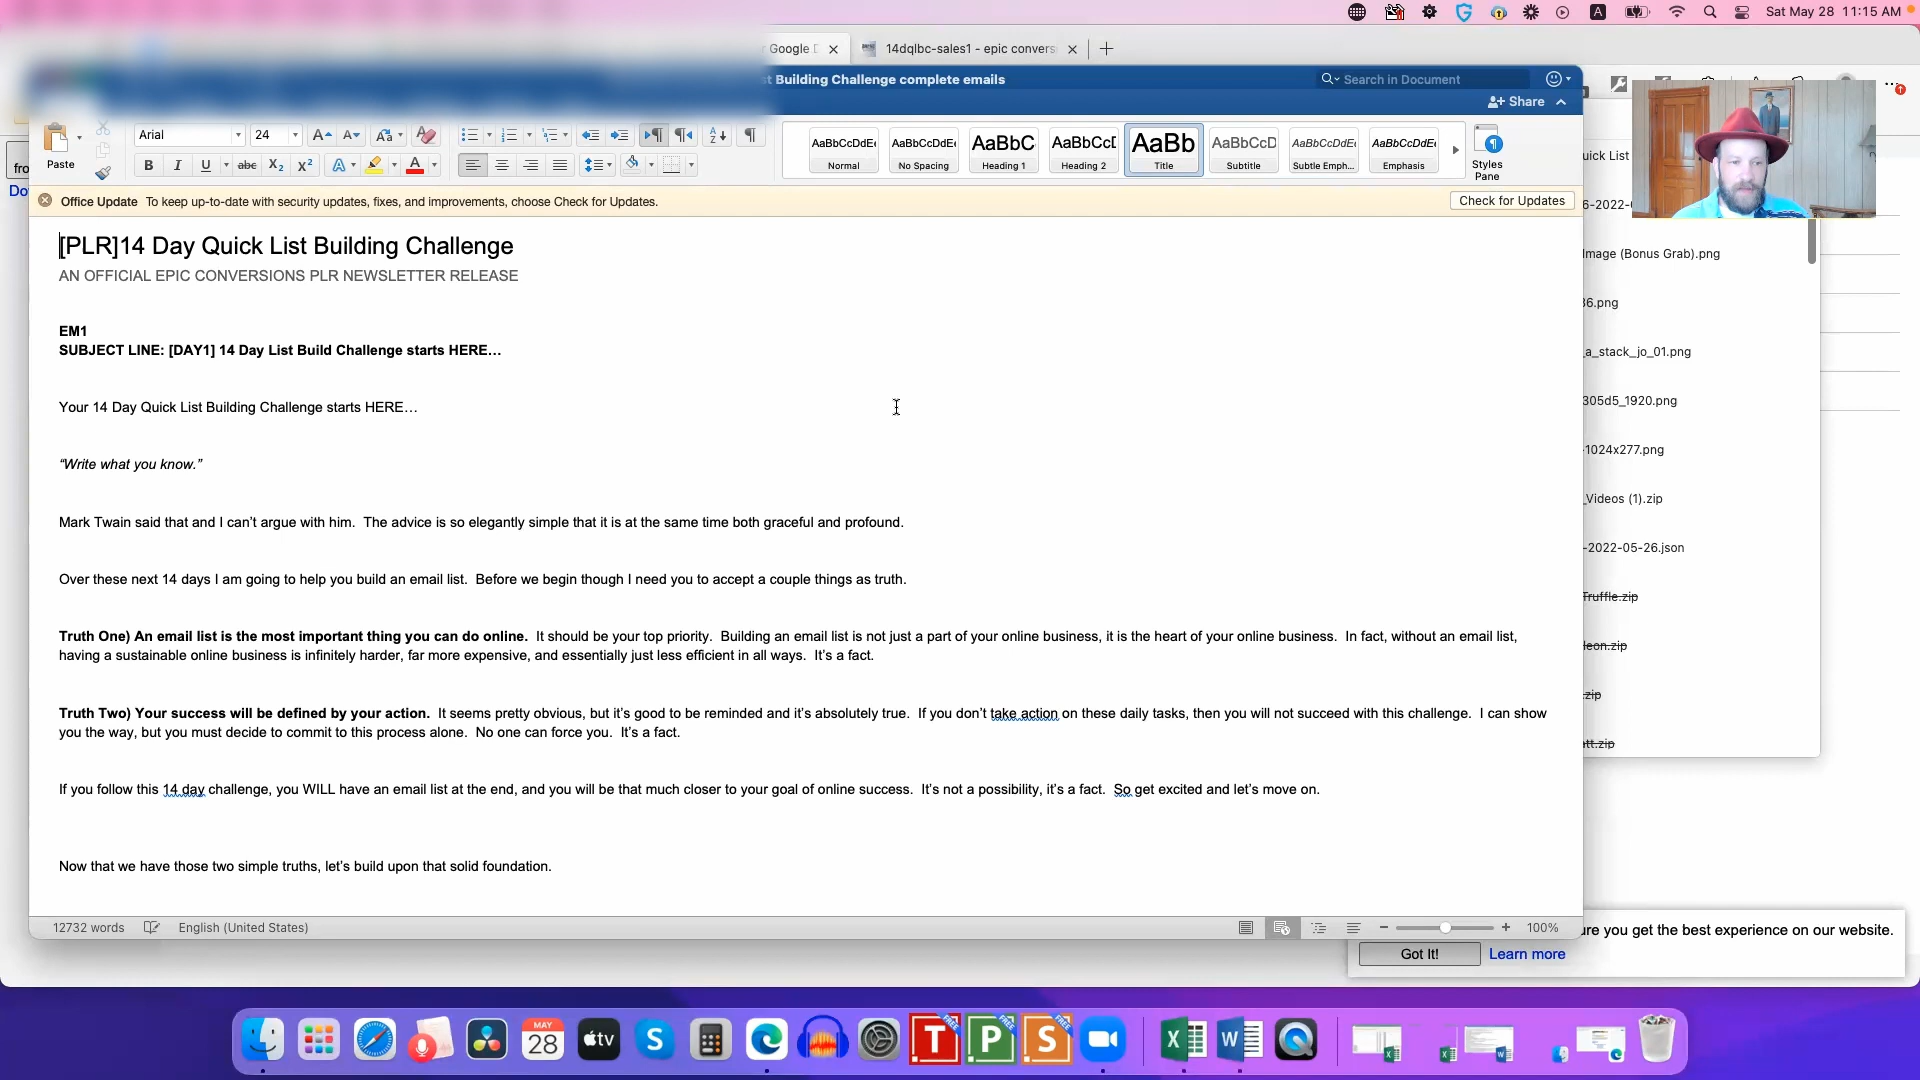 Sat May 28 11:15 AM
Google D
14dqlbc-sales1 - epic convers
t Building Challenge complete emails
Search in Document
Share
Paste
Arial
24
AaBbCcDdEe
AaBbCcDdEe
AaBbC
AaBbCcD
AaBb
AaBbCcD
AaBbCcDdEe
AaBbCcDdEe
Normal
No Spacing
Heading 1
Heading 2
Title
Subtitle
Subtle Emph...
Emphasis
Styles
Pane
Office Update To keep up-to-date with security updates, fixes, and improvements, choose Check for Updates.
Check for Updates
[PLR]14 Day Quick List Building Challenge
AN OFFICIAL EPIC CONVERSIONS PLR NEWSLETTER RELEASE
EM1
SUBJECT LINE: [DAY1] 14 Day List Build Challenge starts HERE…
Your 14 Day Quick List Building Challenge starts HERE…
“Write what you know.”
Mark Twain said that and I can’t argue with him. The advice is so elegantly simple that it is at the same time both graceful and profound.
Over these next 14 days I am going to help you build an email list. Before we begin though I need you to accept a couple things as truth.
Truth One) An email list is the most important thing you can do online. It should be your top priority. Building an email list is not just a part of your online business, it is the heart of your online business. In fact, without an email list,
having a sustainable online business is infinitely harder, far more expensive, and essentially just less efficient in all ways. It’s a fact.
Truth Two) Your success will be defined by your action. It seems pretty obvious, but it’s good to be reminded and it’s absolutely true. If you don’t take action on these daily tasks, then you will not succeed with this challenge. I can show
you the way, but you must decide to commit to this process alone. No one can force you. It’s a fact.
If you follow this 14 day challenge, you WILL have an email list at the end, and you will be that much closer to your goal of online success. It’s not a possibility, it’s a fact. So get excited and let’s move on.
Now that we have those two simple truths, let’s build upon that solid foundation.
12732 words
English (United States)
100%
uick List
6-2022-
Image (Bonus Grab).png
36.png
_a_stack_jo_01.png
305d5_1920.png
-1024x277.png
_Videos (1).zip
-2022-05-26.json
Truffle.zip
leon.zip
.zip
att.zip
ure you get the best experience on our website.
Got It!
Learn more
fro
Do
MAY
28
tv
T FREE
P FREE
S FREE